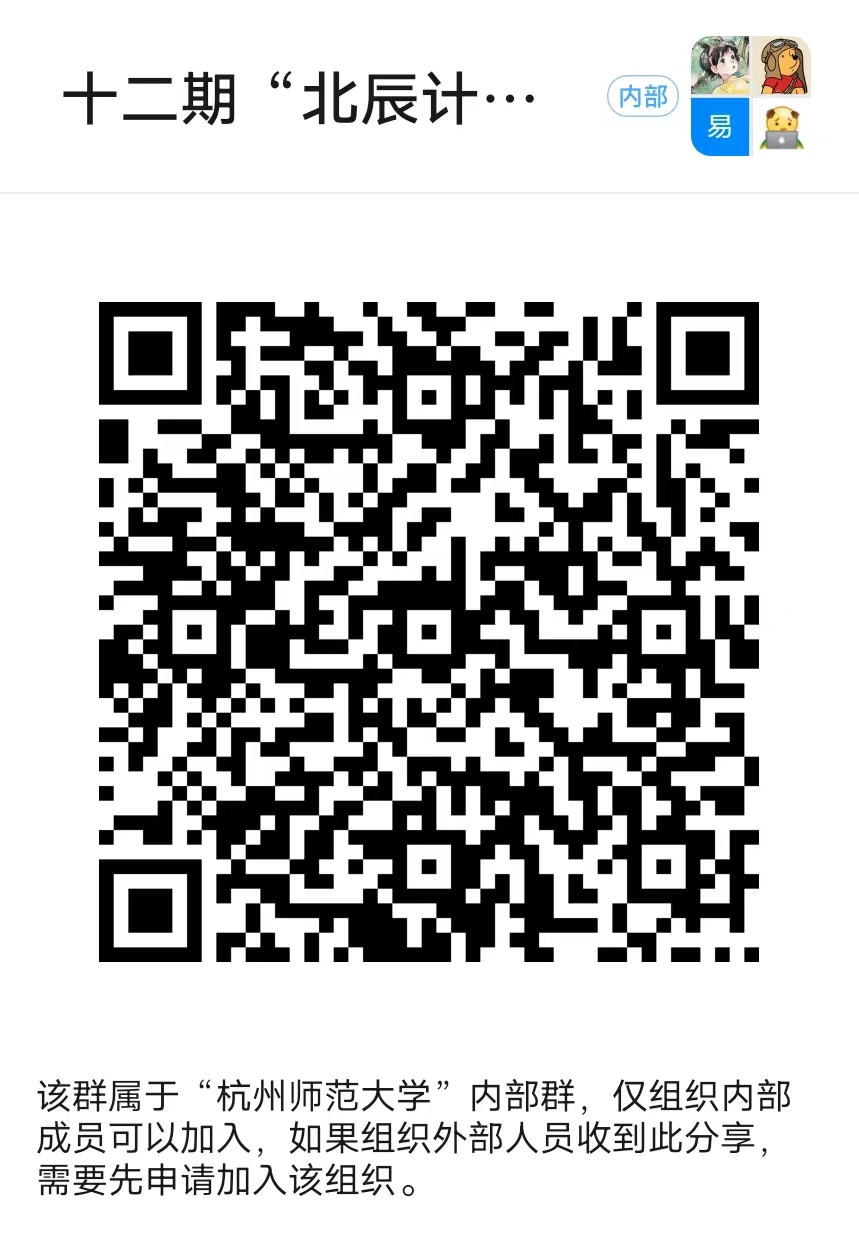 十二期“北辰计…
内部
易
该群属于“杭州师范大学”内部群，仅组织内部
成员可以加入，如果组织外部人员收到此分享，
需要先申请加入该组织。